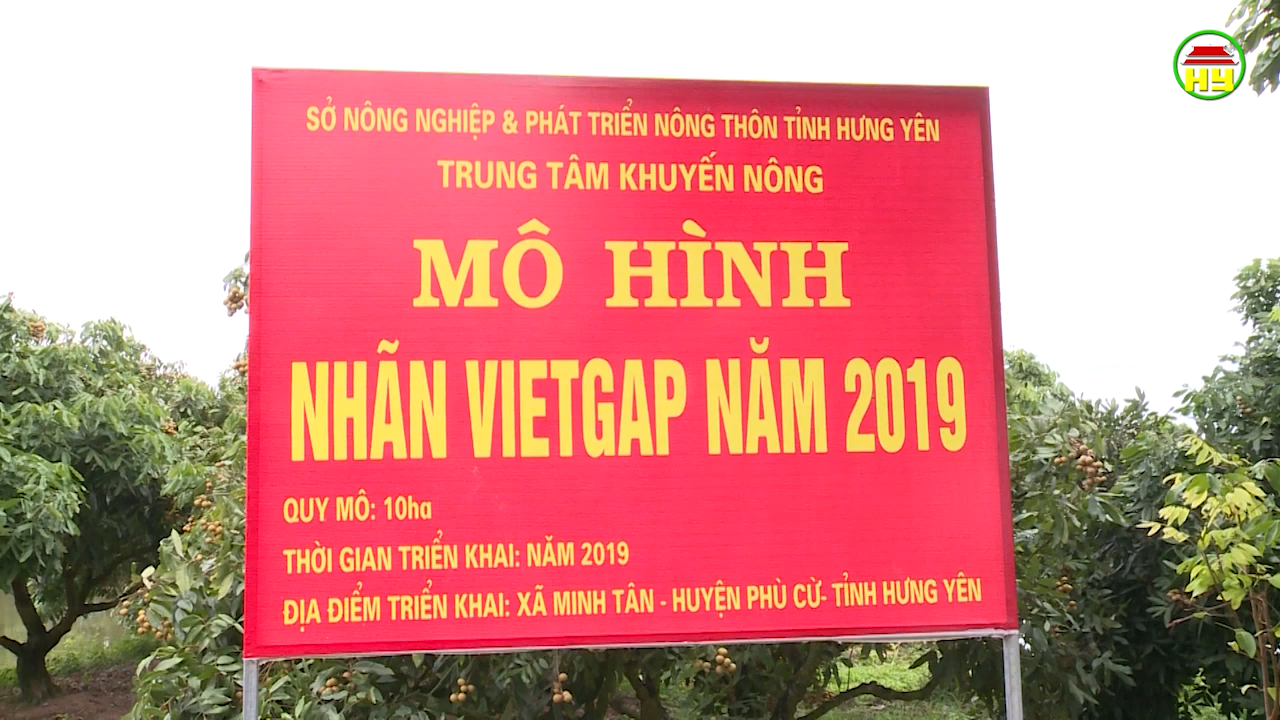 HY
SỞ NÔNG NGHIỆP & PHÁT TRIỂN NÔNG THÔN TỈNH HƯNG YÊN
TRUNG TÂM KHUYẾN NÔNG
MÔ HÌNH
NHÃN VIETGAP NĂM 2019
QUY MÔ: 10ha
THỜI GIAN TRIỂN KHAI: NĂM 2019
ĐỊA ĐIỂM TRIỂN KHAI: XÃ MINH TÂN - HUYỆN PHÙ CỪ- TỈNH HƯNG YÊN